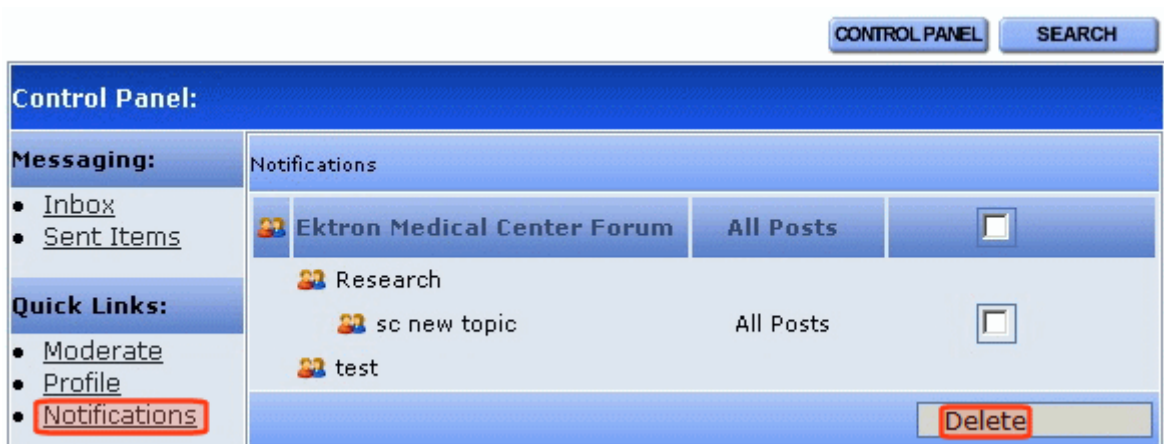 CONTROL PANEL SEARCH
Control Panel:
Messaging:
Inbox
Sent Items
Quick Links:
Moderate
Profile
Notifications
Notifications
Ektron Medical Center Forum All Posts
Research
sc new topic All Posts
test
Delete